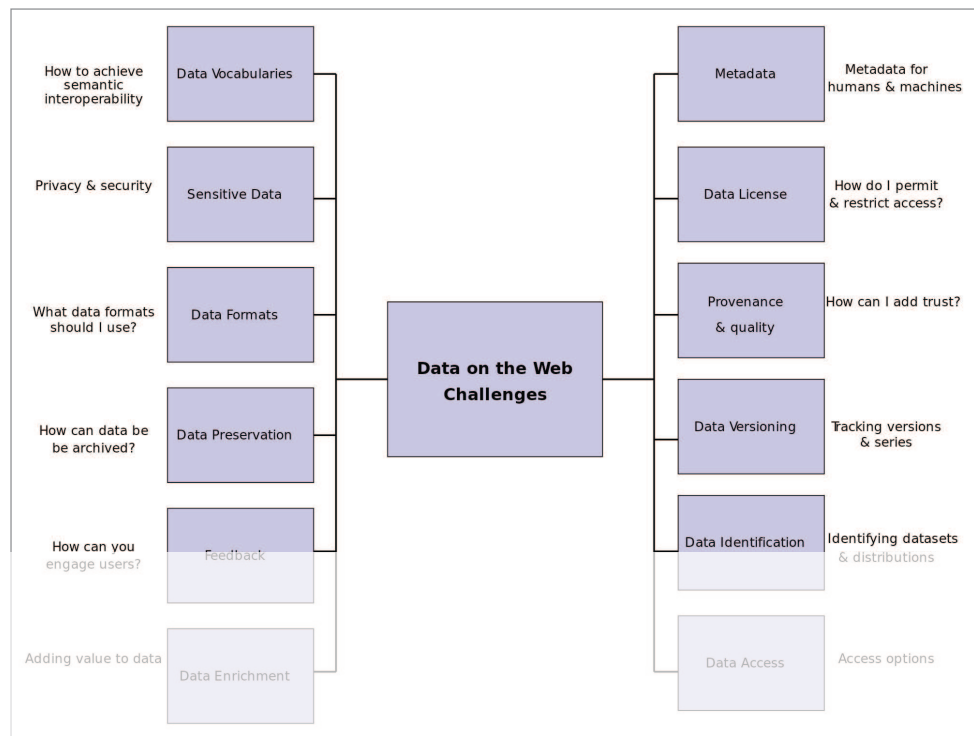 How to achieve
semantic
interoperability
Data Vocabularies
Privacy & security
Sensitive Data
What data formats
should I use?
Data Formats
How can data be
be archived?
Data Preservation
How can you
engage users?
Feedback
Adding value to data
Data Enrichment
Data on the Web
Challenges
Metadata
Metadata for
humans & machines
Data License
How do I permit
& restrict access?
Provenance
& quality
How can I add trust?
Data Versioning
Tracking versions
& series
Data Identification
Identifying datasets
& distributions
Data Access
Access options